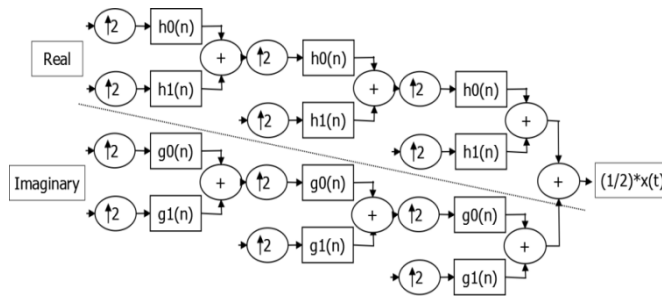 ↑2 h0(n)
Real + ↑2 h0(n)
↑2 h1(n) + ↑2 h0(n)
↑2 h1(n) +
↑2 h1(n)
↑2 g0(n)
Imaginary + ↑2 g0(n) + (1/2)*x(t)
↑2 g1(n) + ↑2 g0(n)
↑2 g1(n) +
↑2 g1(n)